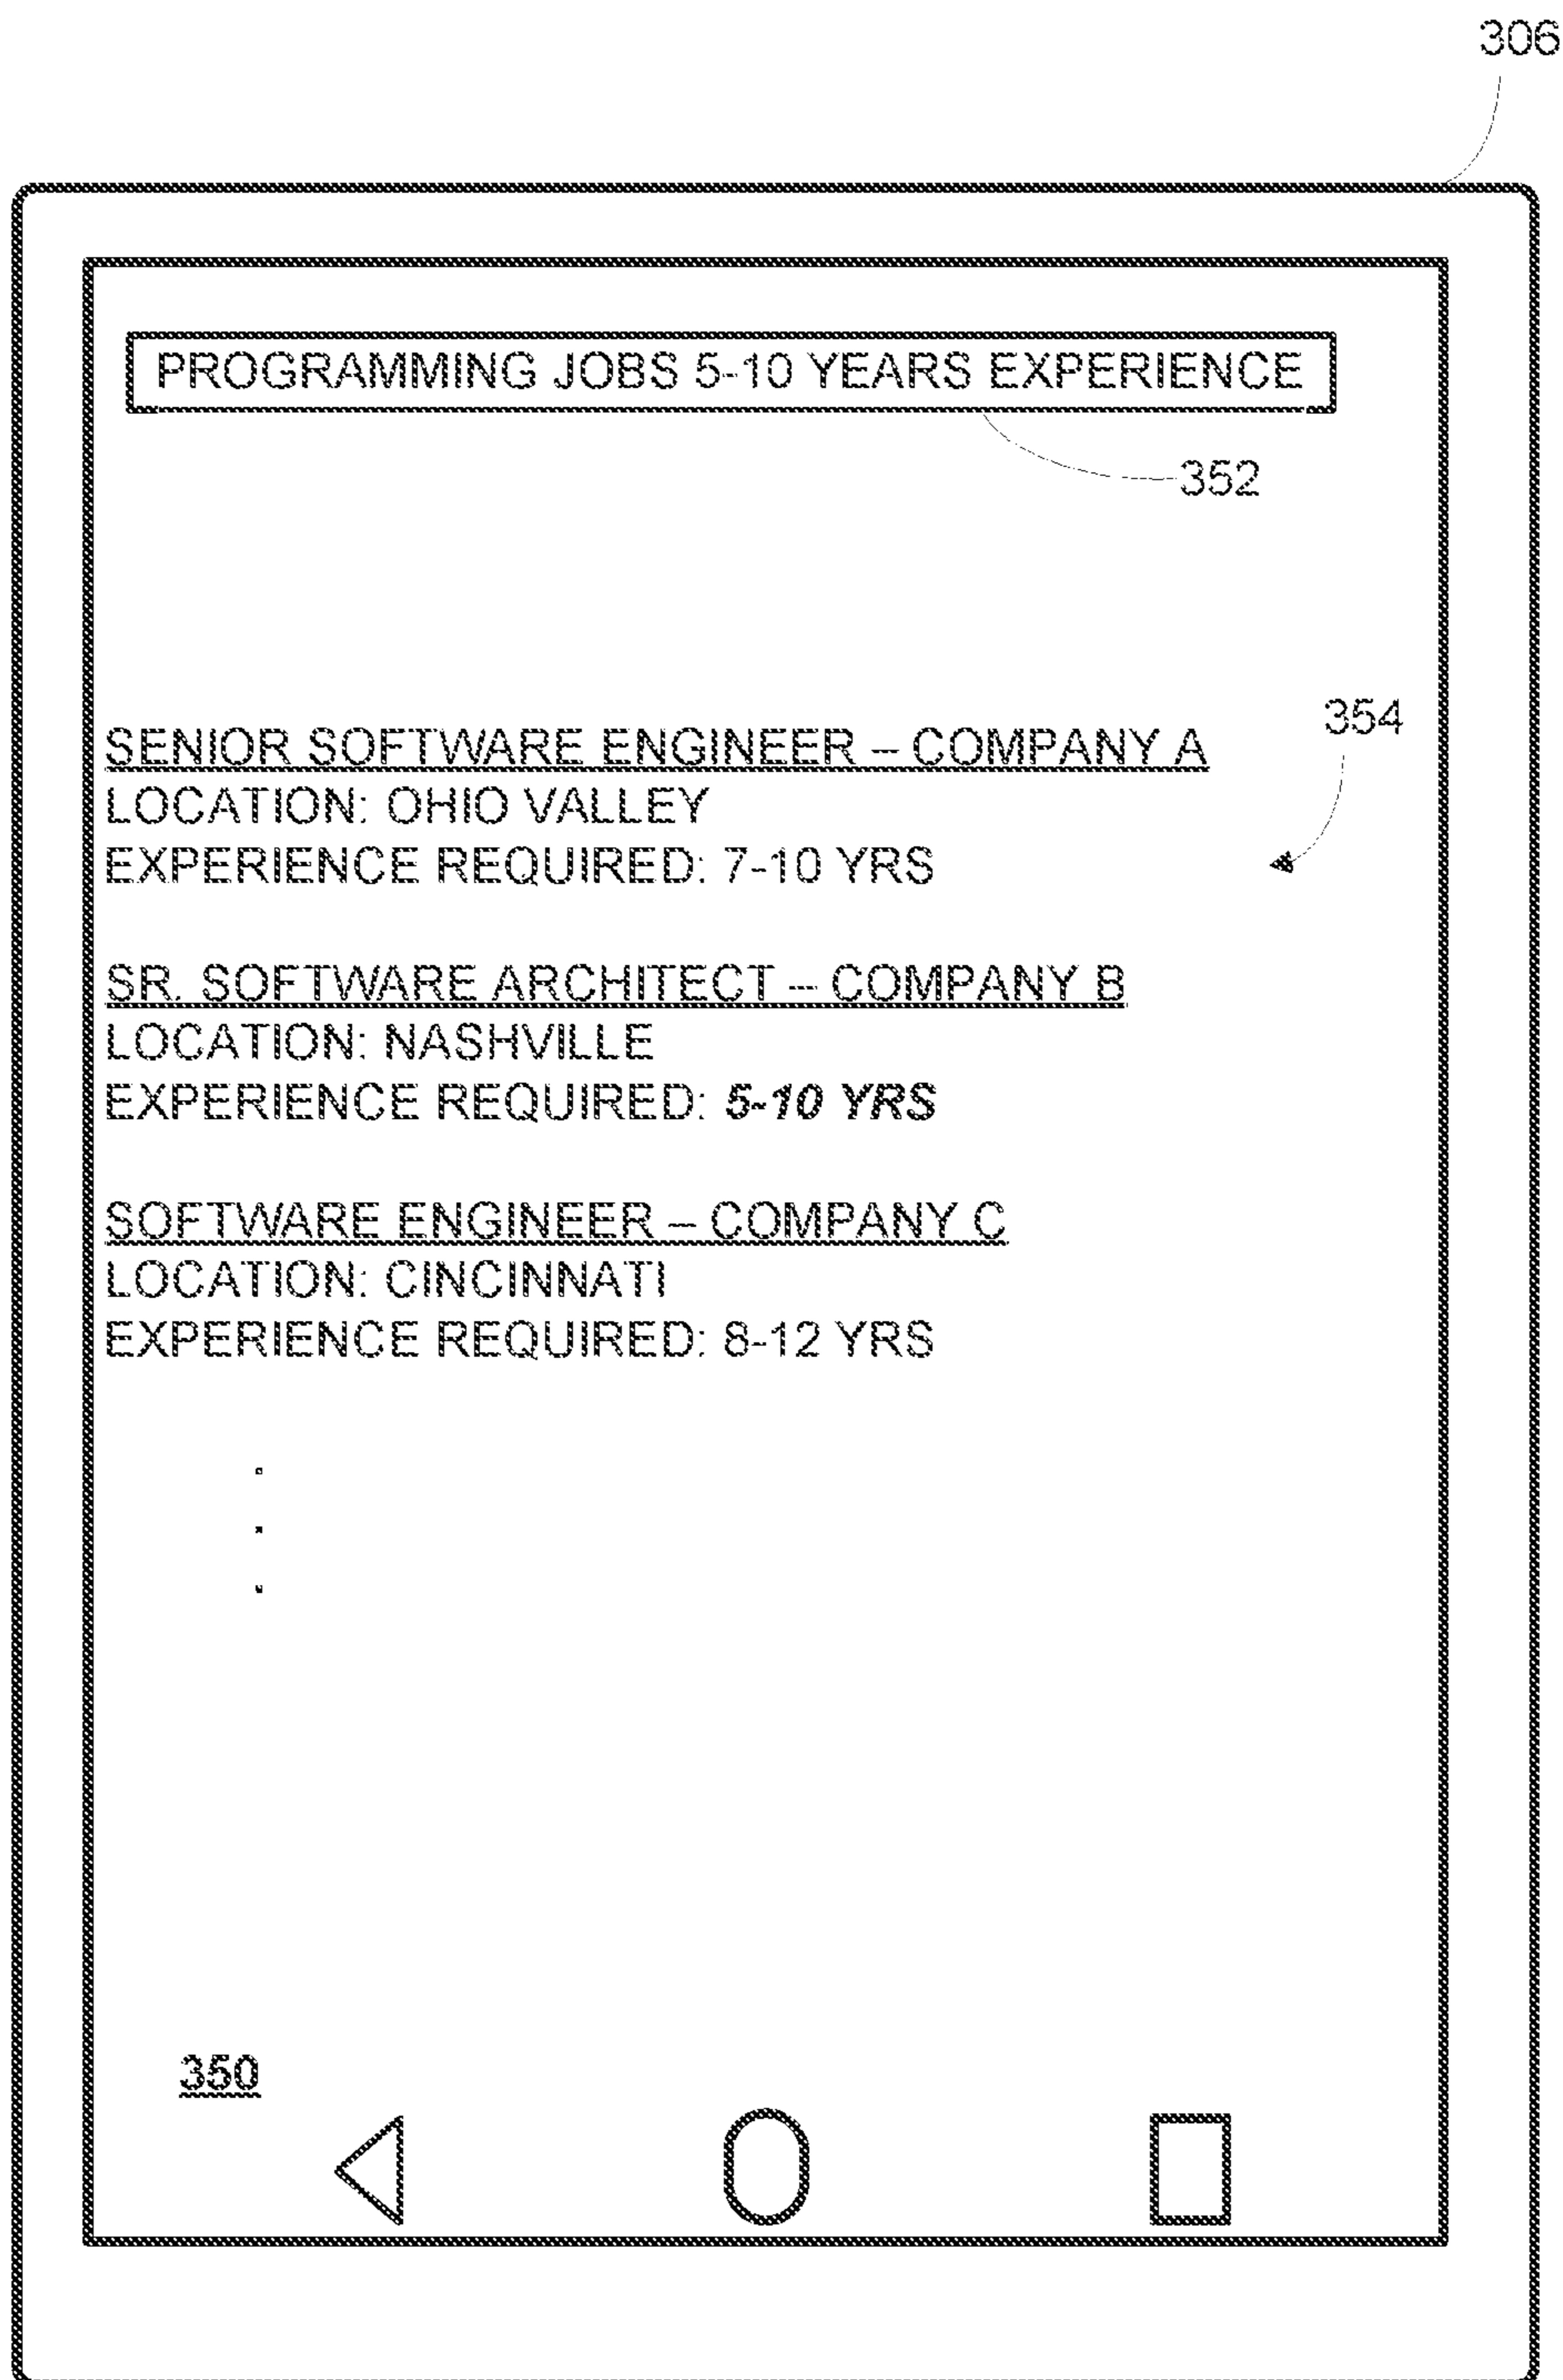 306
PROGRAMMING JOBS 5-10 YEARS EXPERIENCE
352
354
SENIOR SOFTWARE ENGINEER – COMPANY A
LOCATION: OHIO VALLEY
EXPERIENCE REQUIRED: 7-10 YRS
SR. SOFTWARE ARCHITECT – COMPANY B
LOCATION: NASHVILLE
EXPERIENCE REQUIRED: 5-10 YRS
SOFTWARE ENGINEER – COMPANY C
LOCATION: CINCINNATI
EXPERIENCE REQUIRED: 8-12 YRS
.
.
.
350